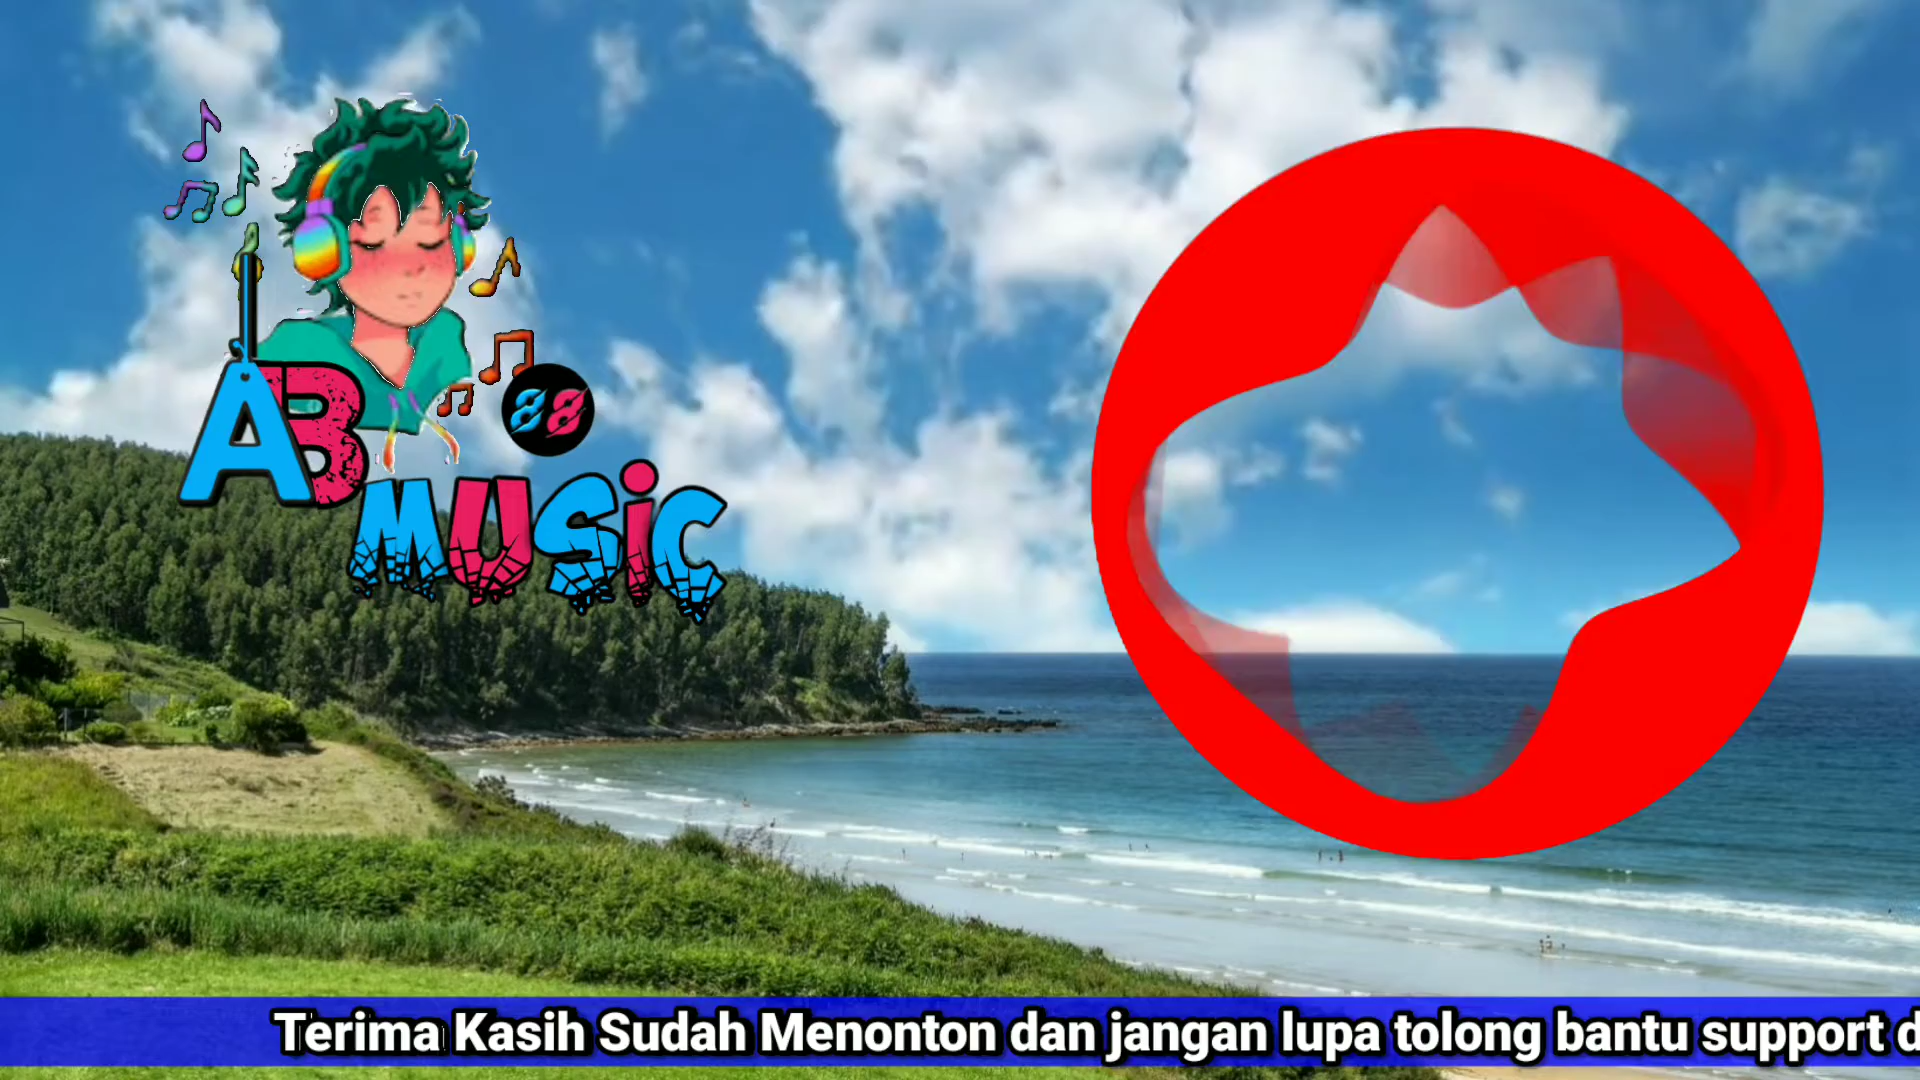 AB
88
MUSiC
Terima Kasih Sudah Menonton dan jangan lupa tolong bantu support d